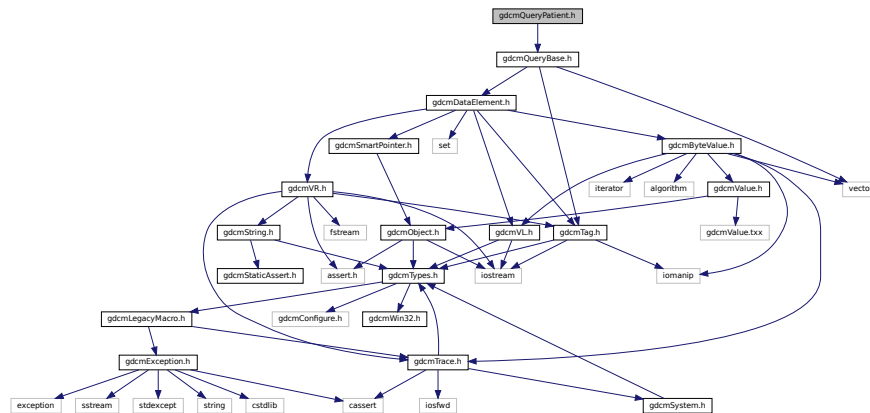 gdcmQueryPatient.h
gdcmQueryBase.h
gdcmDataElement.h
gdcmSmartPointer.h
set
gdcmByteValue.h
gdcmVR.h
iterator
algorithm
gdcmValue.h
vecto
gdcmString.h
fstream
gdcmObject.h
gdcmVL.h
gdcmTag.h
gdcmValue.txx
gdcmStaticAssert.h
assert.h
gdcmTypes.h
iostream
iomanip
gdcmLegacyMacro.h
gdcmConfigure.h
gdcmWin32.h
gdcmException.h
gdcmTrace.h
exception
sstream
stdexcept
string
cstdlib
cassert
iosfwd
gdcmSystem.h